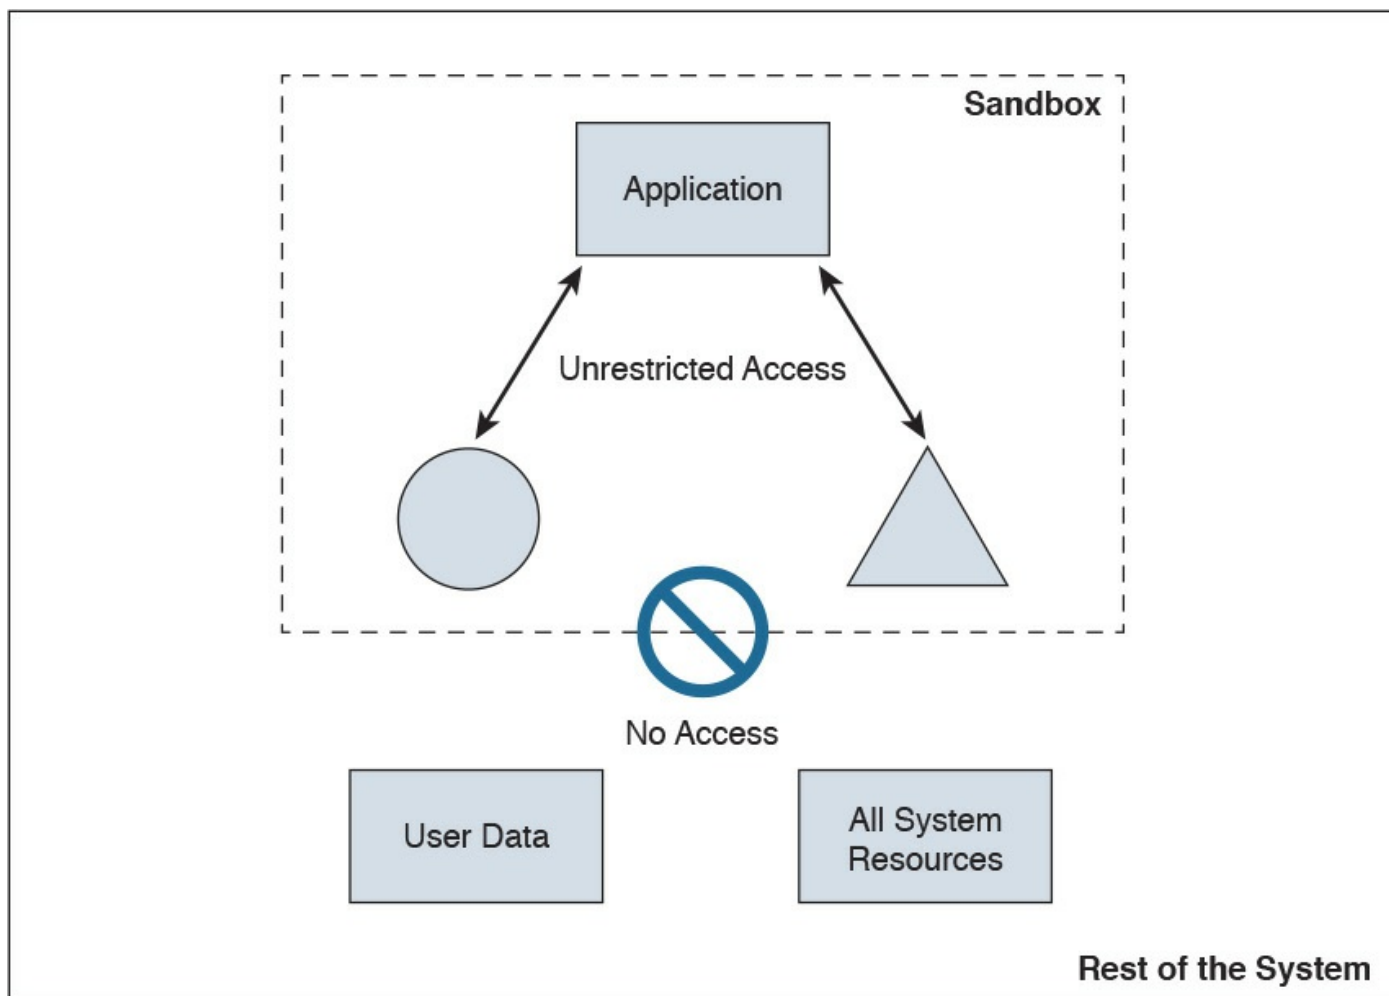 Sandbox
Application
Unrestricted Access
No Access
User Data
All System
Resources
Rest of the System